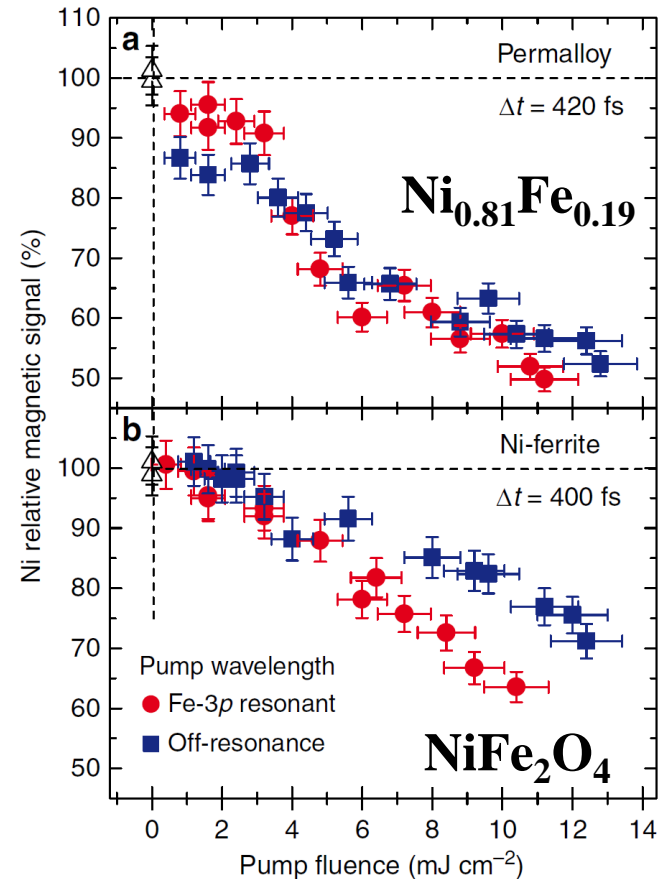 a
Permalloy
Δt = 420 fs
Ni0.81Fe0.19
110
100
90
80
70
60
50
Ni relative magnetic signal (%)
b
Ni-ferrite
Δt = 400 fs
100
90
80
70
60
50
Pump wavelength
Fe-3p resonant
Off-resonance
NiFe2O4
0 2 4 6 8 10 12 14
Pump fluence (mJ cm⁻²)